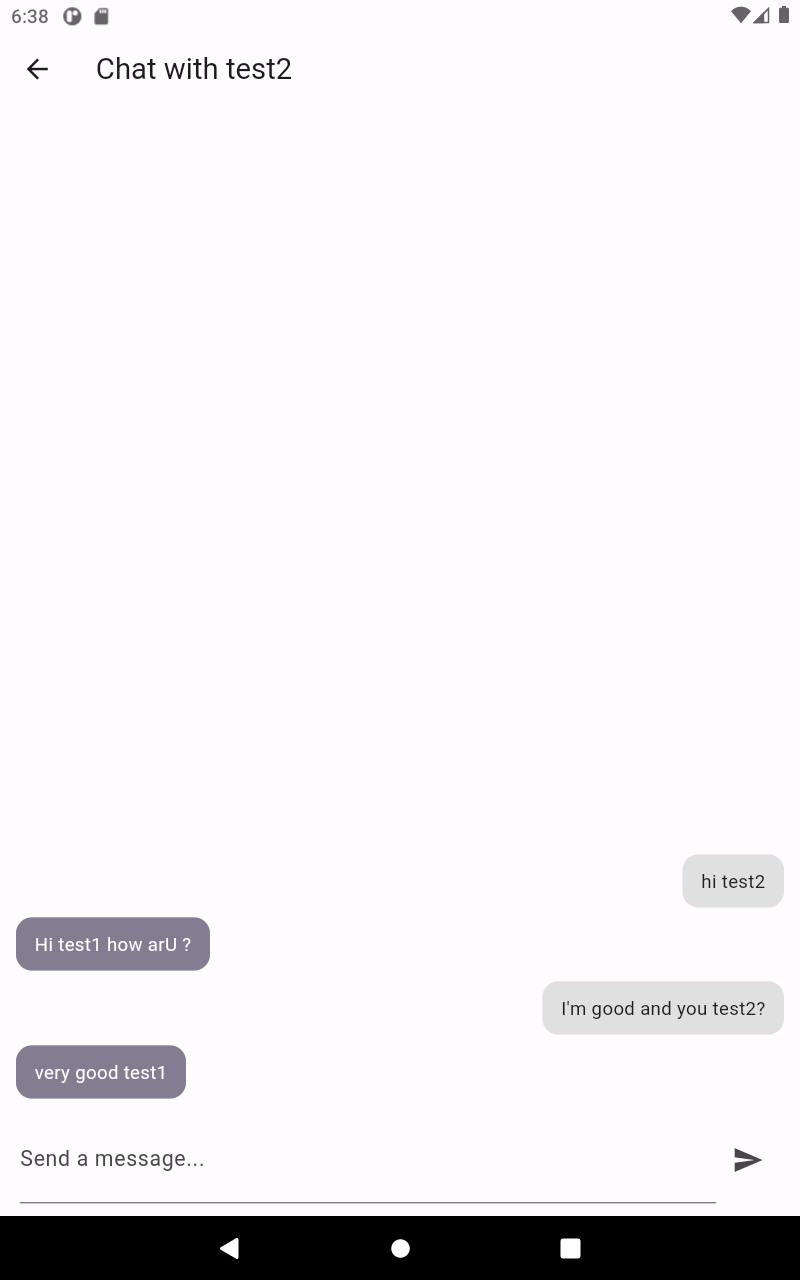 6:38
Chat with test2
hi test2
Hi test1 how arU ?
I'm good and you test2?
very good test1
Send a message...